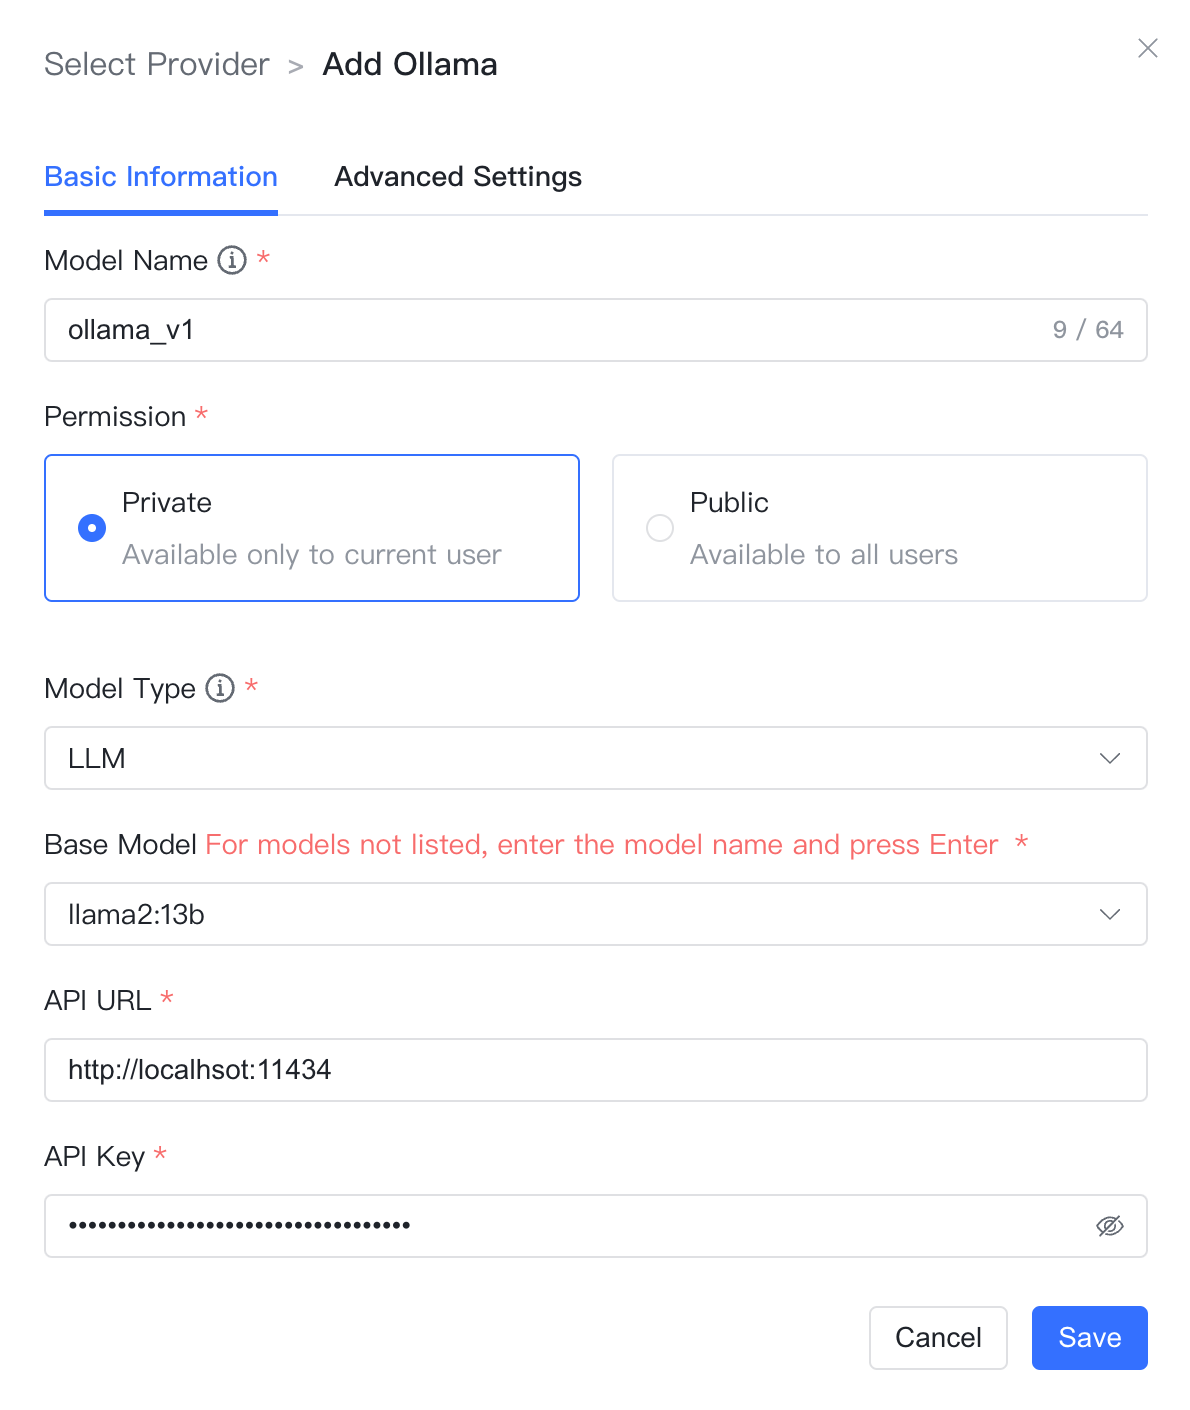 Select Provider > Add Ollama
Basic Information Advanced Settings
Model Name *
ollama_v1 9 / 64
Permission *
Private
Available only to current user
Public
Available to all users
Model Type *
LLM
Base Model For models not listed, enter the model name and press Enter *
llama2:13b
API URL *
http://localhsot:11434
API Key *
•••••••••••••••••••••••••••••••••••
Cancel Save